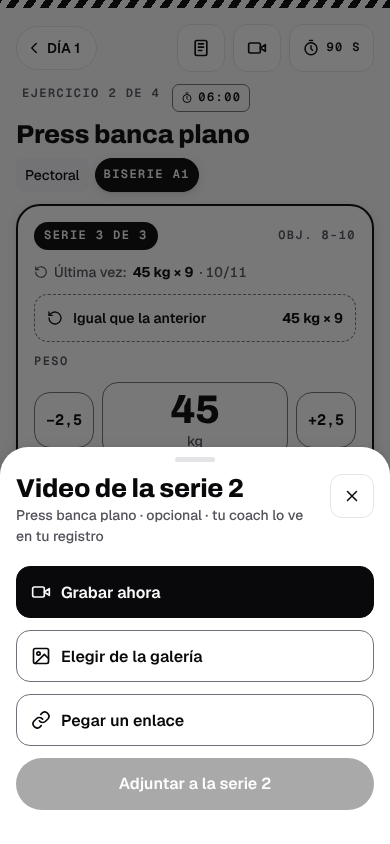 DÍA 1
90 S
EJERCICIO 2 DE 4
06:00
Press banca plano
Pectoral
BISERIE A1
SERIE 3 DE 3
OBJ. 8-10
Última vez: 45 kg × 9 · 10/11
Igual que la anterior
45 kg × 9
PESO
−2,5
45
+2,5
kg
Video de la serie 2
Press banca plano · opcional · tu coach lo ve
en tu registro
Grabar ahora
Elegir de la galería
Pegar un enlace
Adjuntar a la serie 2